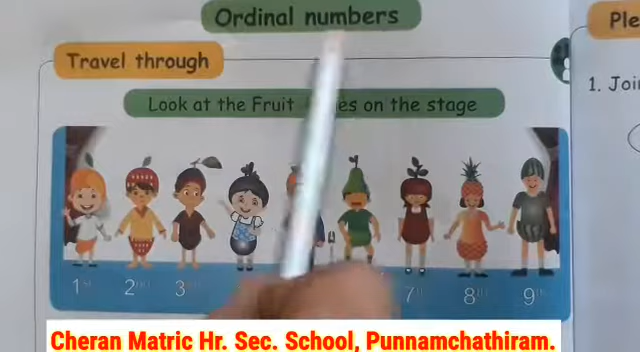 Ordinal numbers
Ple
Travel through
1. Joi
Look at the Fruit es on the stage
1st 2nd 3rd 7th 8th 9th
Cheran Matric Hr. Sec. School, Punnamchathiram.